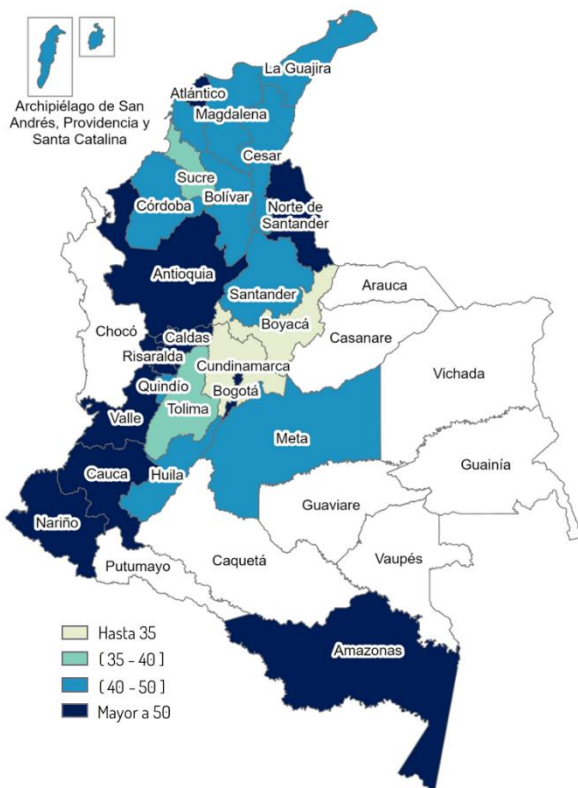 La Guajira
Atlántico
Magdalena
Archipiélago de San
Andrés, Providencia y
Santa Catalina
Cesar
Sucre
Bolívar
Córdoba
Norte de
Santander
Antioquia
Santander
Arauca
Boyacá
Chocó
Caldas
Casanare
Risaralda
Cundinamarca
Vichada
Quindío
Bogotá
Tolima
Valle
Meta
Guainía
Cauca
Huila
Guaviare
Nariño
Caquetá
Vaupés
Putumayo
Hasta 35
(35 - 40]
(40 - 50]
Mayor a 50
Amazonas